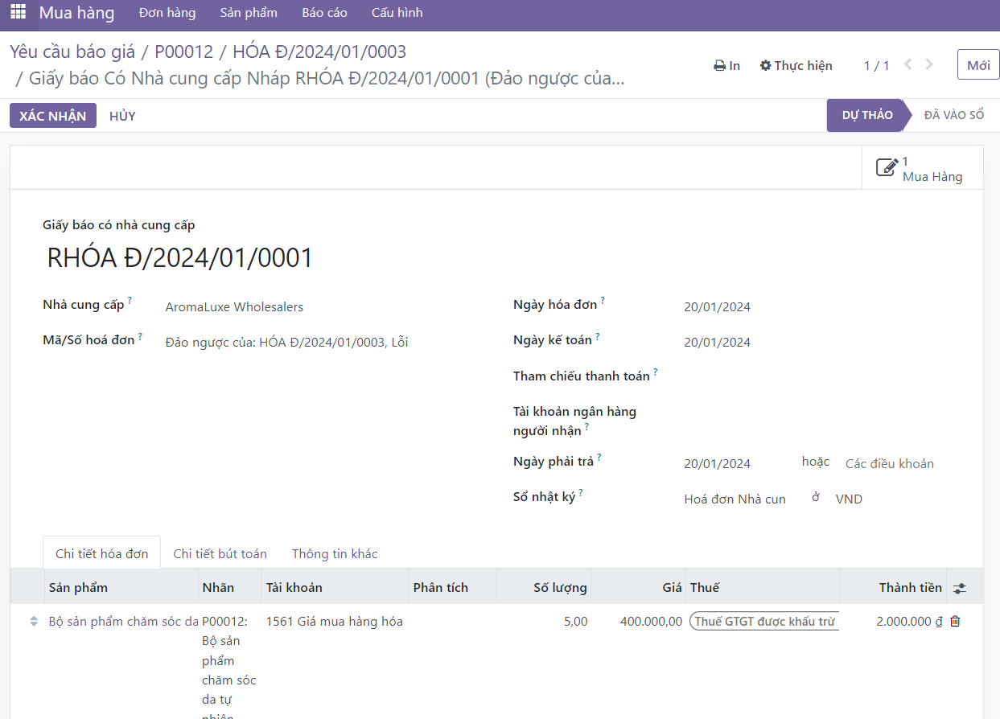 Mua hàng Đơn hàng Sản phẩm Báo cáo Cấu hình
Yêu cầu báo giá / P00012 / HÓA Đ/2024/01/0003
/ Giấy báo Có Nhà cung cấp Nháp RHÓA Đ/2024/01/0001 (Đảo ngược của...
In Thực hiện 1 / 1 Mới
XÁC NHẬN HỦY DỰ THẢO ĐÃ VÀO SỔ
1
Mua Hàng
Giấy báo có nhà cung cấp
RHÓA Đ/2024/01/0001
Nhà cung cấp ? AromaLuxe Wholesalers
Mã/Số hoá đơn ? Đảo ngược của: HÓA Đ/2024/01/0003, Lỗi
Ngày hóa đơn ? 20/01/2024
Ngày kế toán ? 20/01/2024
Tham chiếu thanh toán ?
Tài khoản ngân hàng
người nhận ?
Ngày phải trả ? 20/01/2024 hoặc Các điều khoản
Sổ nhật ký ? Hoá đơn Nhà cun ở VND
Chi tiết hóa đơn Chi tiết bút toán Thông tin khác
Sản phẩm Nhãn Tài khoản Phân tích Số lượng Giá Thuế Thành tiền
Bộ sản phẩm chăm sóc da P00012: 1561 Giá mua hàng hóa 5,00 400.000,00 Thuế GTGT được khấu trừ 2.000.000 ₫
Bộ sản
phẩm
chăm sóc
da tự
nhiên